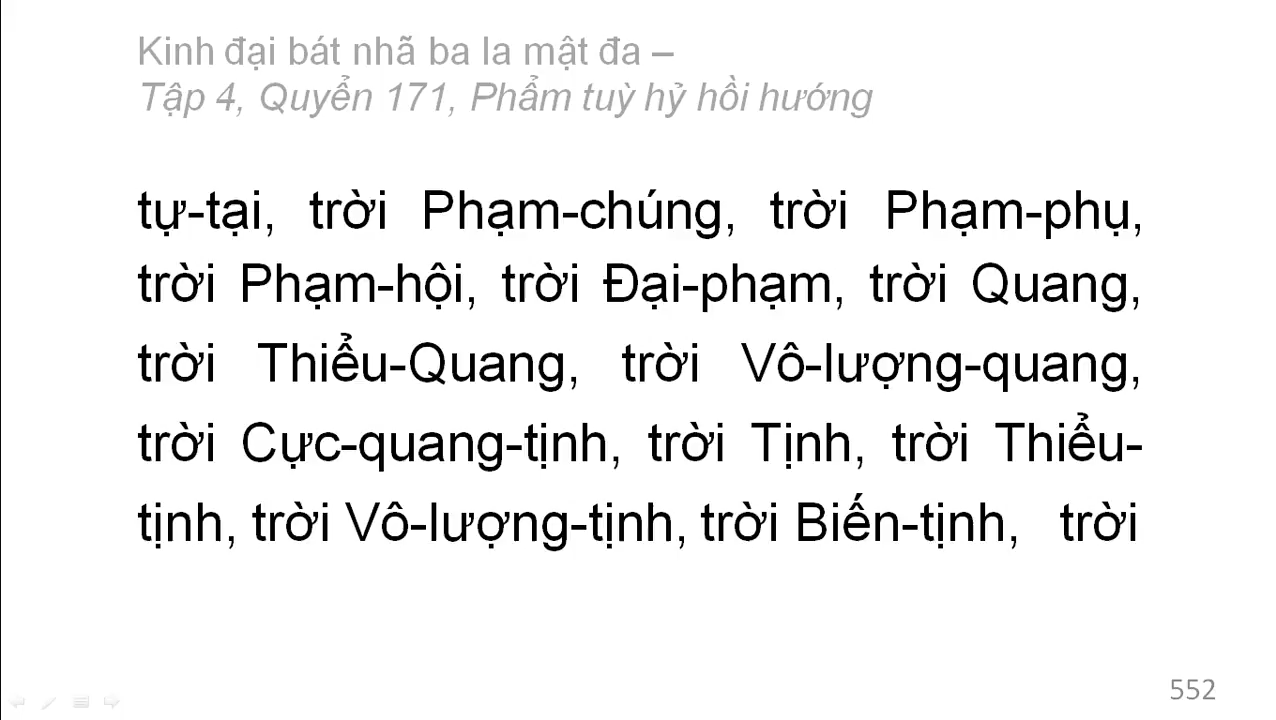 Kinh đại bát nhã ba la mật đa –
Tập 4, Quyển 171, Phẩm tuỳ hỷ hồi hướng
tự-tại, trời Phạm-chúng, trời Phạm-phụ,
trời Phạm-hội, trời Đại-phạm, trời Quang,
trời Thiểu-Quang, trời Vô-lượng-quang,
trời Cực-quang-tịnh, trời Tịnh, trời Thiểu-
tịnh, trời Vô-lượng-tịnh, trời Biến-tịnh, trời
552